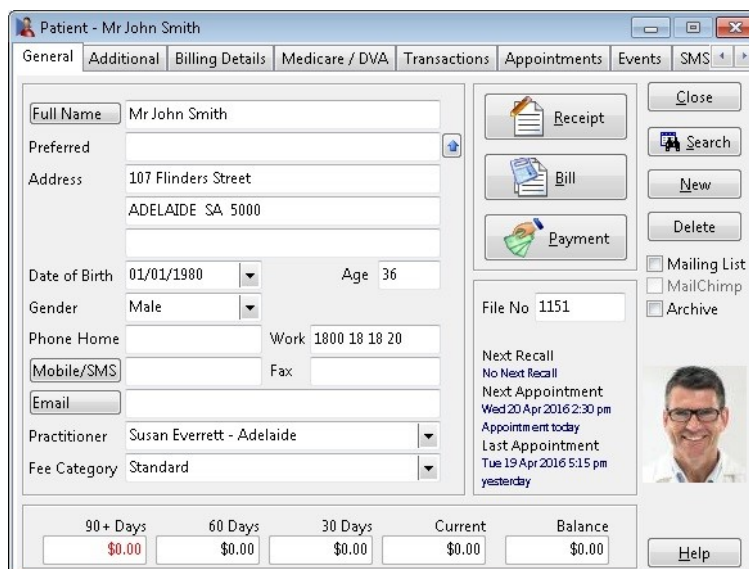 Patient - Mr John Smith
General Additional Billing Details Medicare / DVA Transactions Appointments Events SMS
Full Name Mr John Smith
Preferred
Address 107 Flinders Street
ADELAIDE SA 5000
Date of Birth 01/01/1980 Age 36
Gender Male
Phone Home Work 1800 18 18 20
Mobile/SMS Fax
Email
Practitioner Susan Everrett - Adelaide
Fee Category Standard
Receipt
Bill
Payment
File No 1151
Next Recall
No Next Recall
Next Appointment
Wed 20 Apr 2016 2:30 pm
Appointment today
Last Appointment
Tue 19 Apr 2016 5:15 pm
yesterday
Close
Search
New
Delete
Mailing List
MailChimp
Archive
90+ Days 60 Days 30 Days Current Balance
$0.00 $0.00 $0.00 $0.00 $0.00
Help